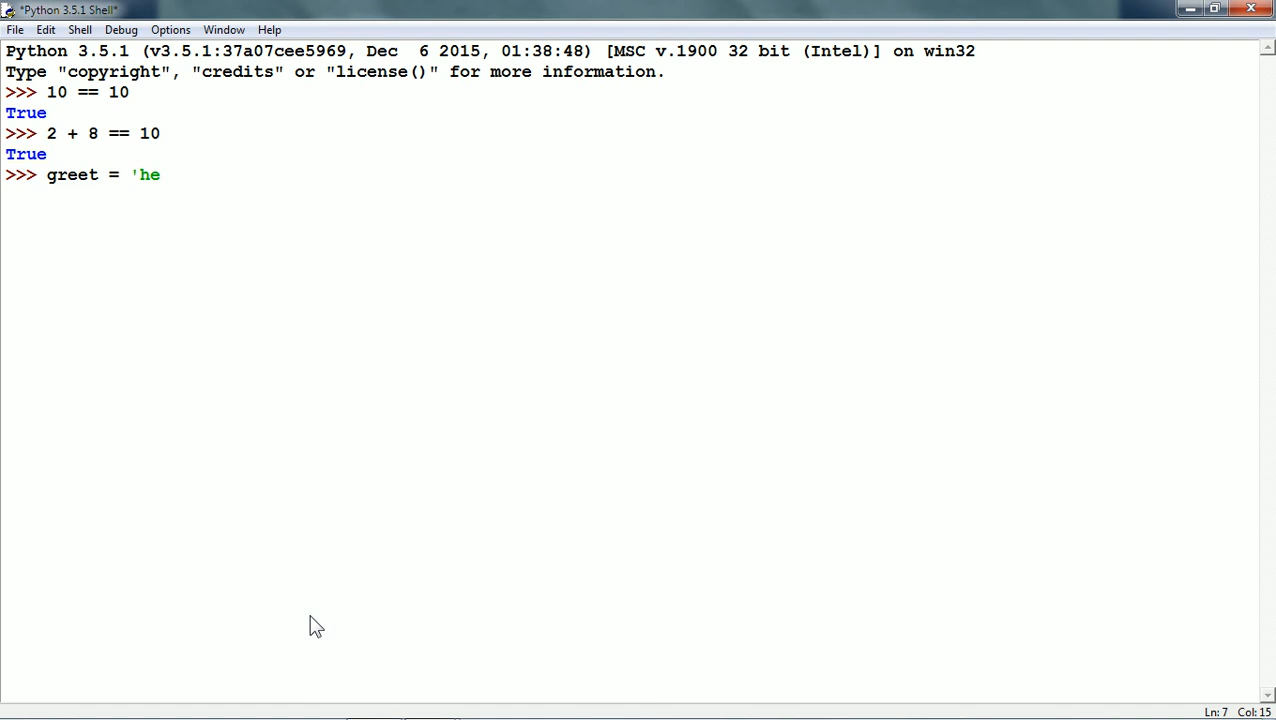 *Python 3.5.1 Shell*
File Edit Shell Debug Options Window Help
Python 3.5.1 (v3.5.1:37a07cee5969, Dec  6 2015, 01:38:48) [MSC v.1900 32 bit (Intel)] on win32
Type "copyright", "credits" or "license()" for more information.
>>> 10 == 10
True
>>> 2 + 8 == 10
True
>>> greet = 'he
Ln: 7 Col: 15